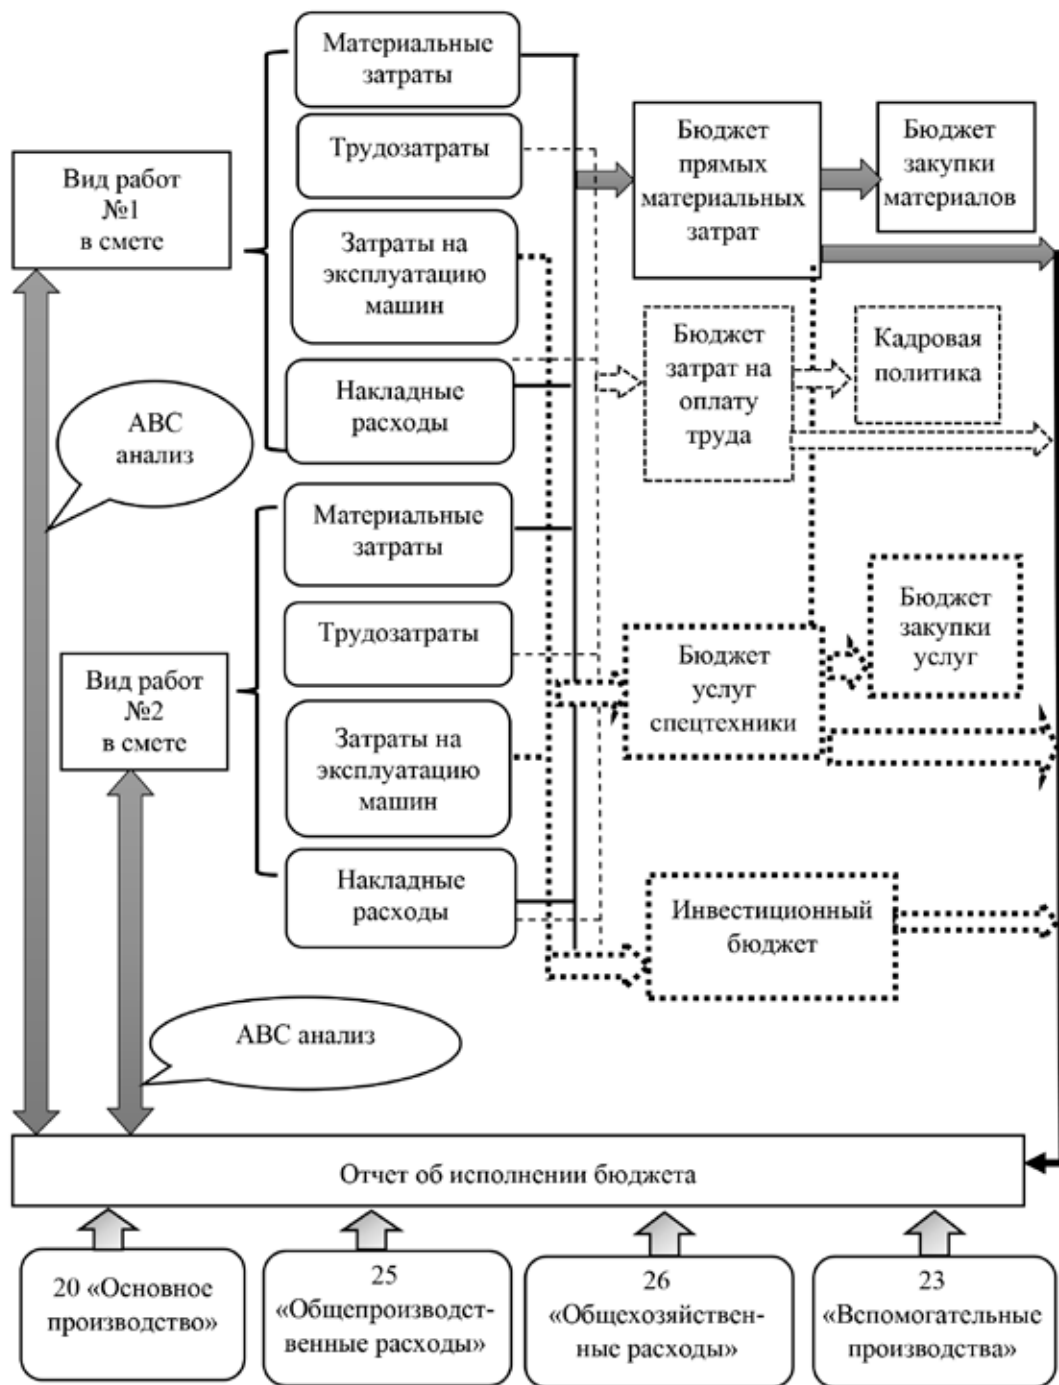 Материальные
затраты
Трудозатраты
Вид работ
№1
в смете
Затраты на
эксплуатацию
машин
Накладные
расходы
Бюджет
прямых
материальных
затрат
Бюджет
закупки
материалов
Бюджет
затрат на
оплату
труда
Кадровая
политика
АВС
анализ
Материальные
затраты
Трудозатраты
Вид работ
№2
в смете
Затраты на
эксплуатацию
машин
Накладные
расходы
Бюджет
услуг
спецтехники
Бюджет
закупки
услуг
Инвестиционный
бюджет
АВС анализ
Отчет об исполнении бюджета
20 «Основное
производство»
25
«Общепроизводст-
венные расходы»
26
«Общехозяйствен-
ные расходы»
23
«Вспомогательные
производства»